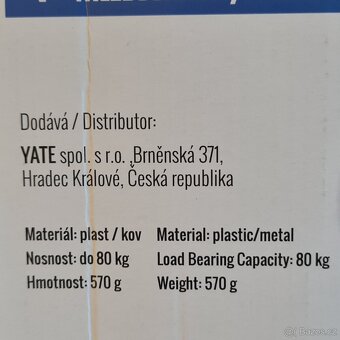 Dodává / Distributor:
YATE spol. s r.o. ,Brněnská 371,
Hradec Králové, Česká republika
Materiál: plast / kov Material: plastic/metal
Nosnost: do 80 kg Load Bearing Capacity: 80 kg
Hmotnost: 570 g Weight: 570 g